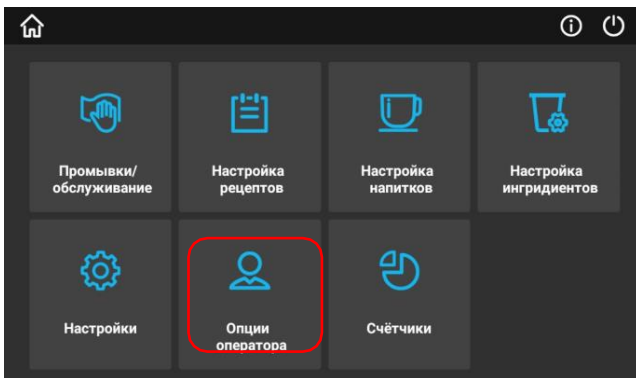 Промывки/
обслуживание
Настройка
рецептов
Настройка
напитков
Настройка
ингридиентов
Настройки
Опции
оператора
Счётчики